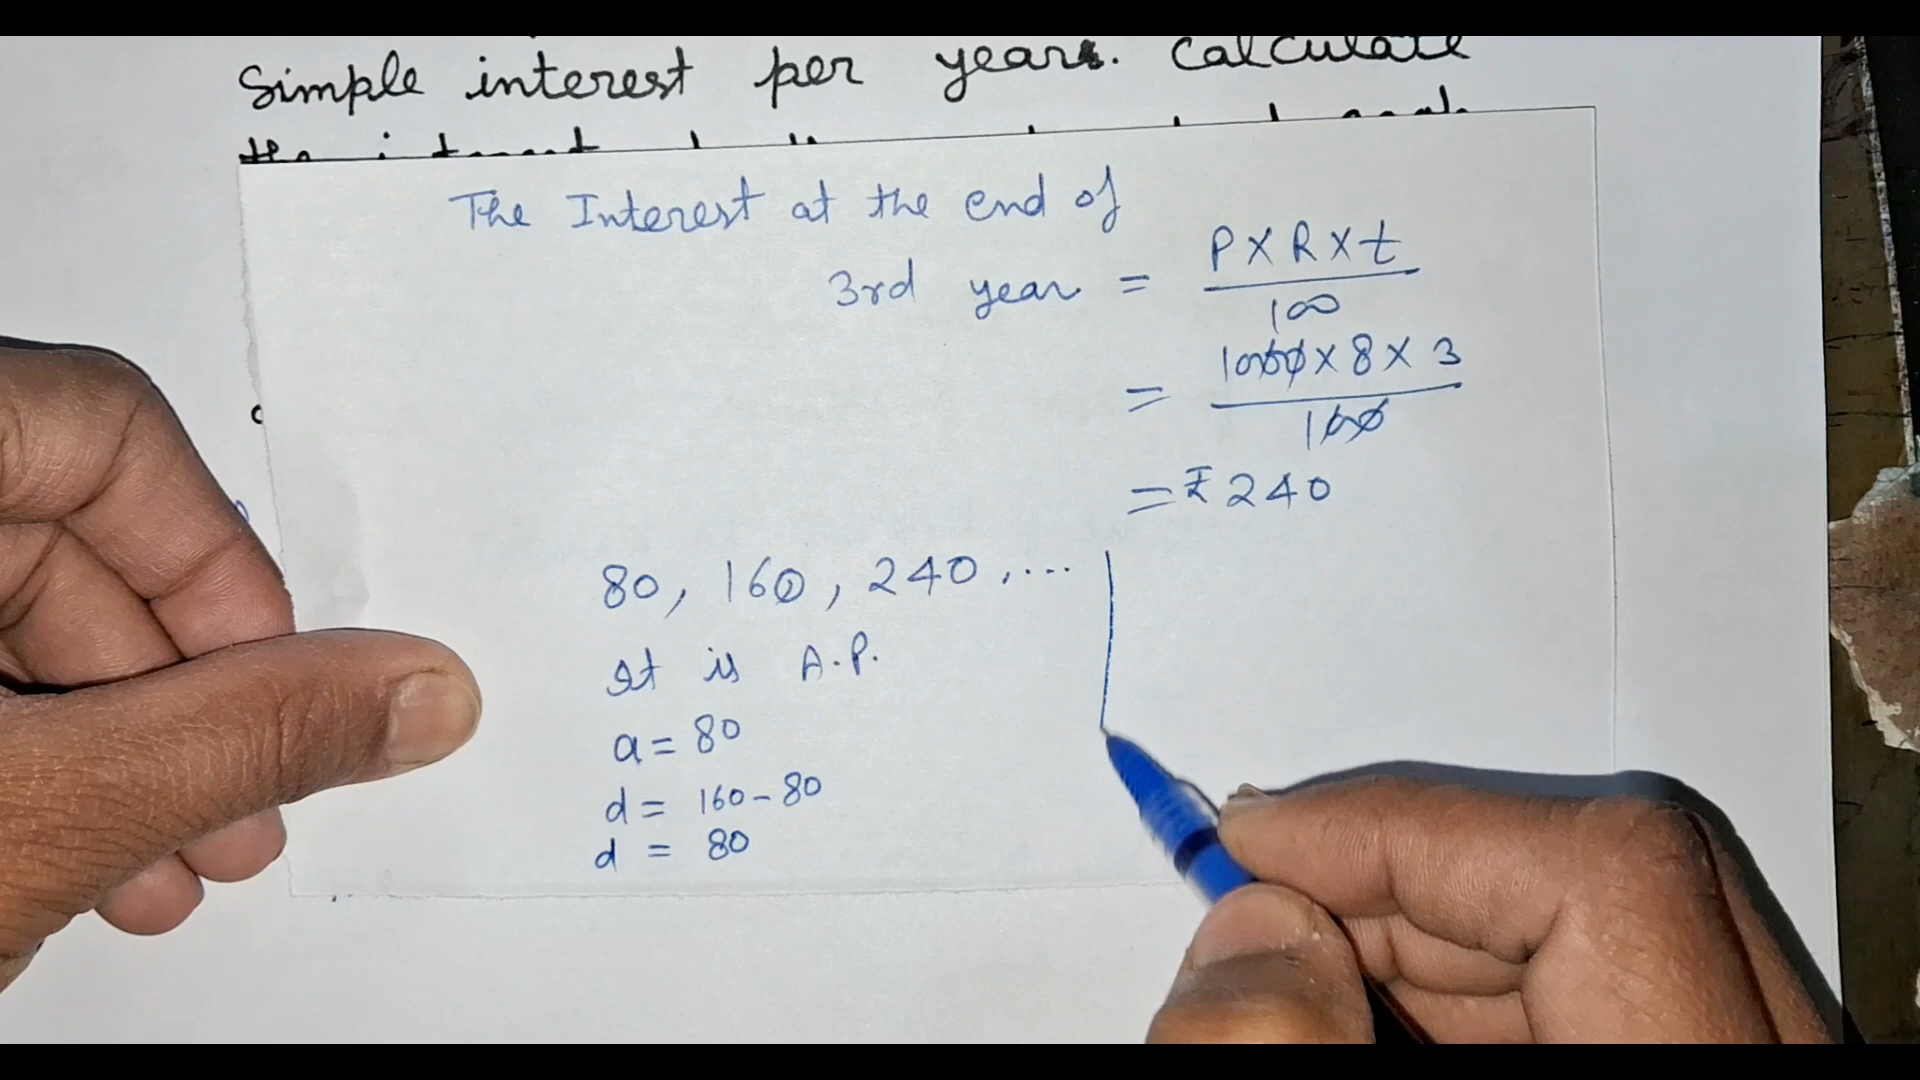 Simple interest per year. Calculate
The Interest at the end of
3rd year = P X R X t / 100
= 1000 x 8 x 3 / 100
= ₹ 240
80, 160, 240, ...
It is A.P.
a = 80
d = 160 - 80
d = 80